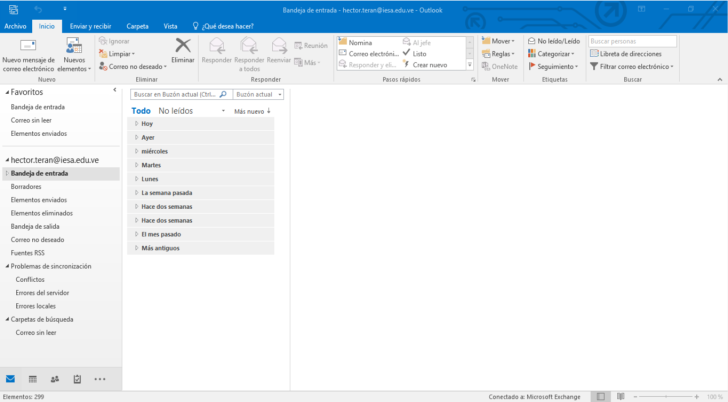 Bandeja de entrada - hector.teran@iesa.edu.ve - Outlook
Archivo Inicio Enviar y recibir Carpeta Vista ¿Qué desea hacer?
Nuevo mensaje de correo electrónico
Nuevos elementos
Nuevo
Ignorar
Limpiar
Correo no deseado
Eliminar
Eliminar
Responder
Responder a todos
Reenviar
Reunión
Más
Responder
Nomina
Correo electróni...
Responder y eli...
Al jefe
Listo
Crear nuevo
Pasos rápidos
Mover
Reglas
OneNote
Mover
No leído/Leído
Categorizar
Seguimiento
Etiquetas
Buscar personas
Libreta de direcciones
Filtrar correo electrónico
Buscar
Favoritos
Bandeja de entrada
Correo sin leer
Elementos enviados
hector.teran@iesa.edu.ve
Bandeja de entrada
Borradores
Elementos enviados
Elementos eliminados
Bandeja de salida
Correo no deseado
Fuentes RSS
Problemas de sincronización
Conflictos
Errores del servidor
Errores locales
Carpetas de búsqueda
Correo sin leer
Buscar en Buzón actual (Ctrl... Buzón actual
Todo No leídos Más nuevo
Hoy
Ayer
miércoles
Martes
Lunes
La semana pasada
Hace dos semanas
Hace dos semanas
El mes pasado
Más antiguos
Elementos: 299
Conectado a: Microsoft Exchange
100 %